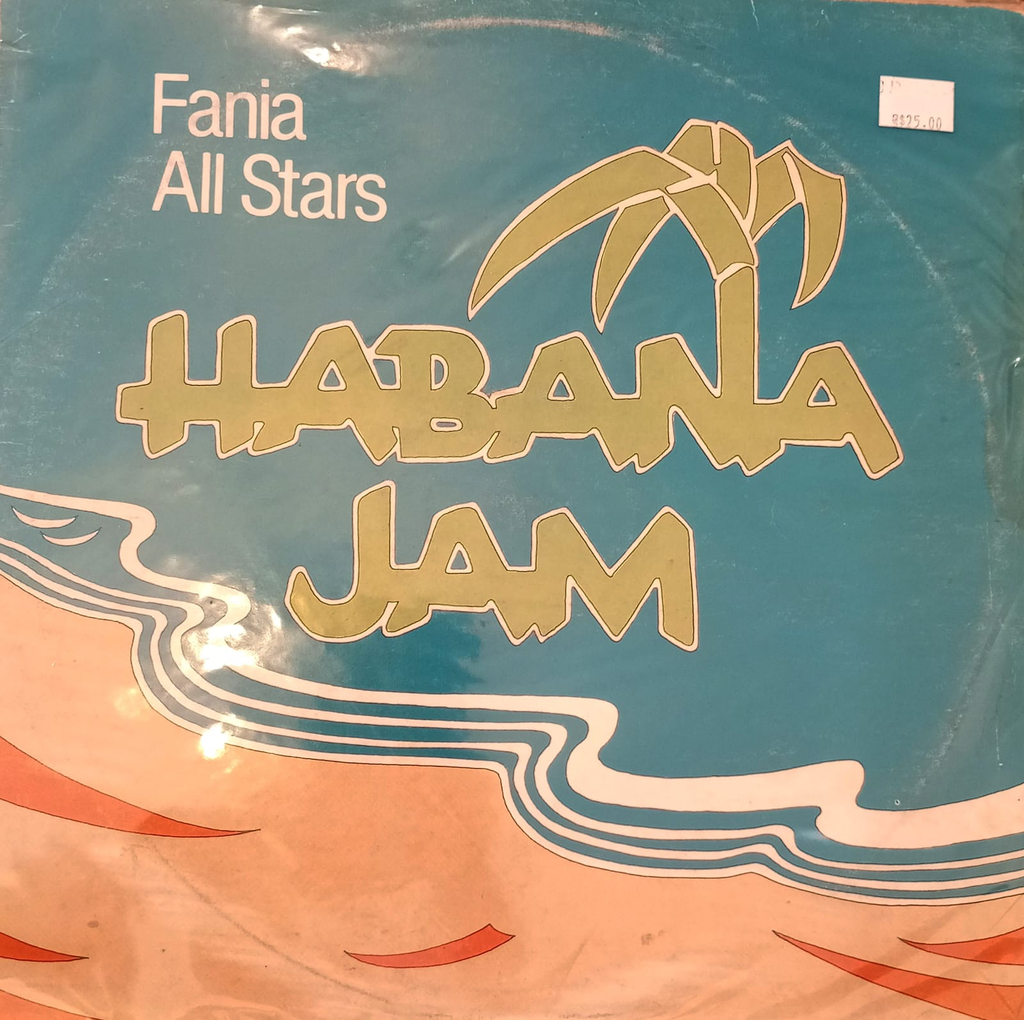 Fania
All Stars
R$25.00
HABANA
JAM